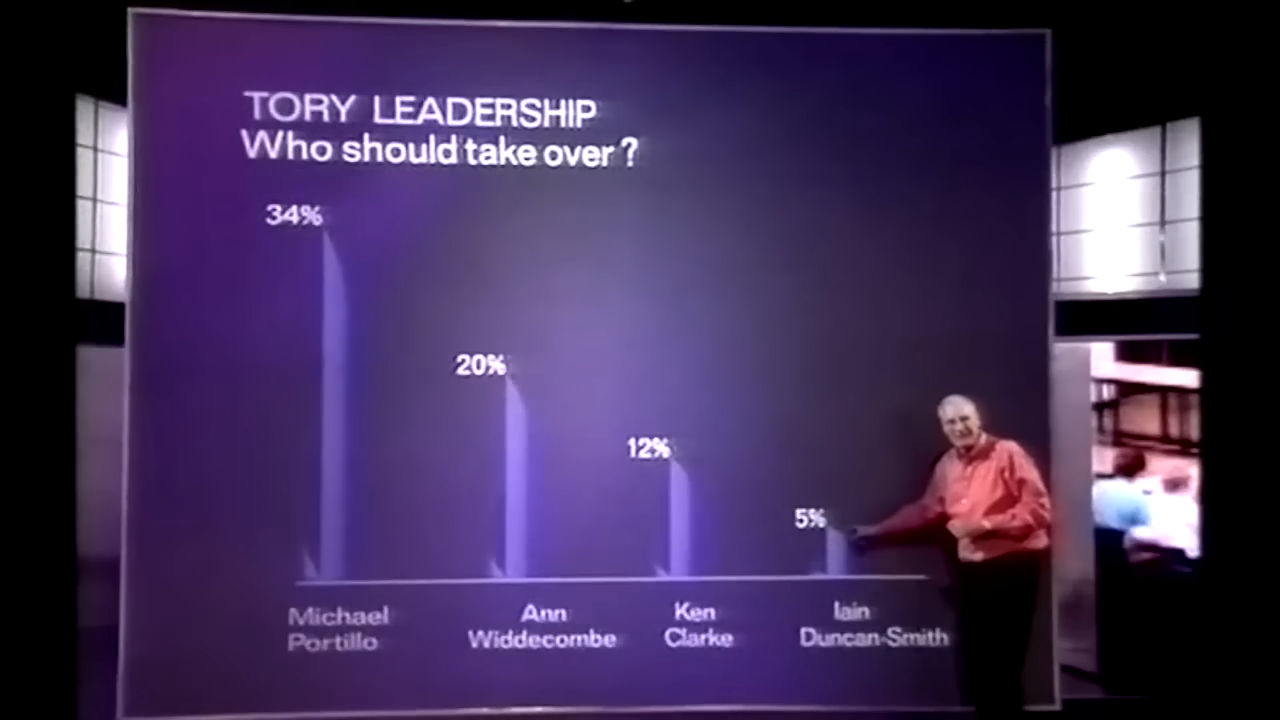 TORY LEADERSHIP
Who should take over ?
34%
20%
12%
5%
Michael
Portillo
Ann
Widdecombe
Ken
Clarke
Iain
Duncan-Smith